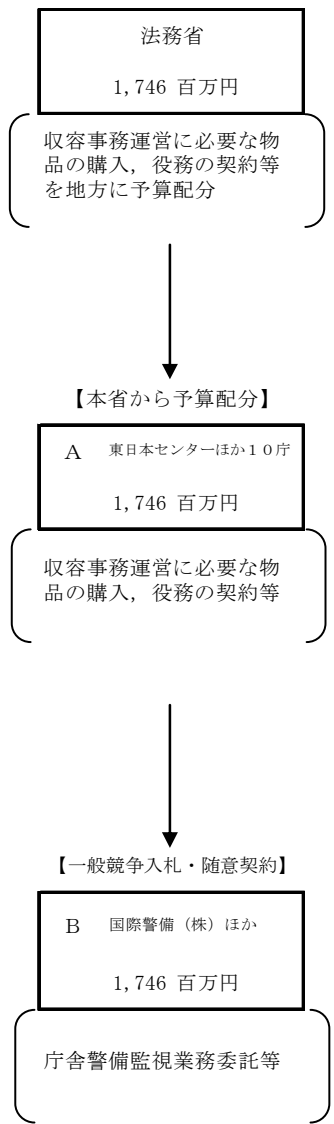 法務省
1,746 百万円
収容事務運営に必要な物
品の購入，役務の契約等
を地方に予算配分
【本省から予算配分】
A 東日本センターほか１０庁
1,746 百万円
収容事務運営に必要な物
品の購入，役務の契約等
【一般競争入札・随意契約】
B 国際警備（株）ほか
1,746 百万円
庁舎警備監視業務委託等